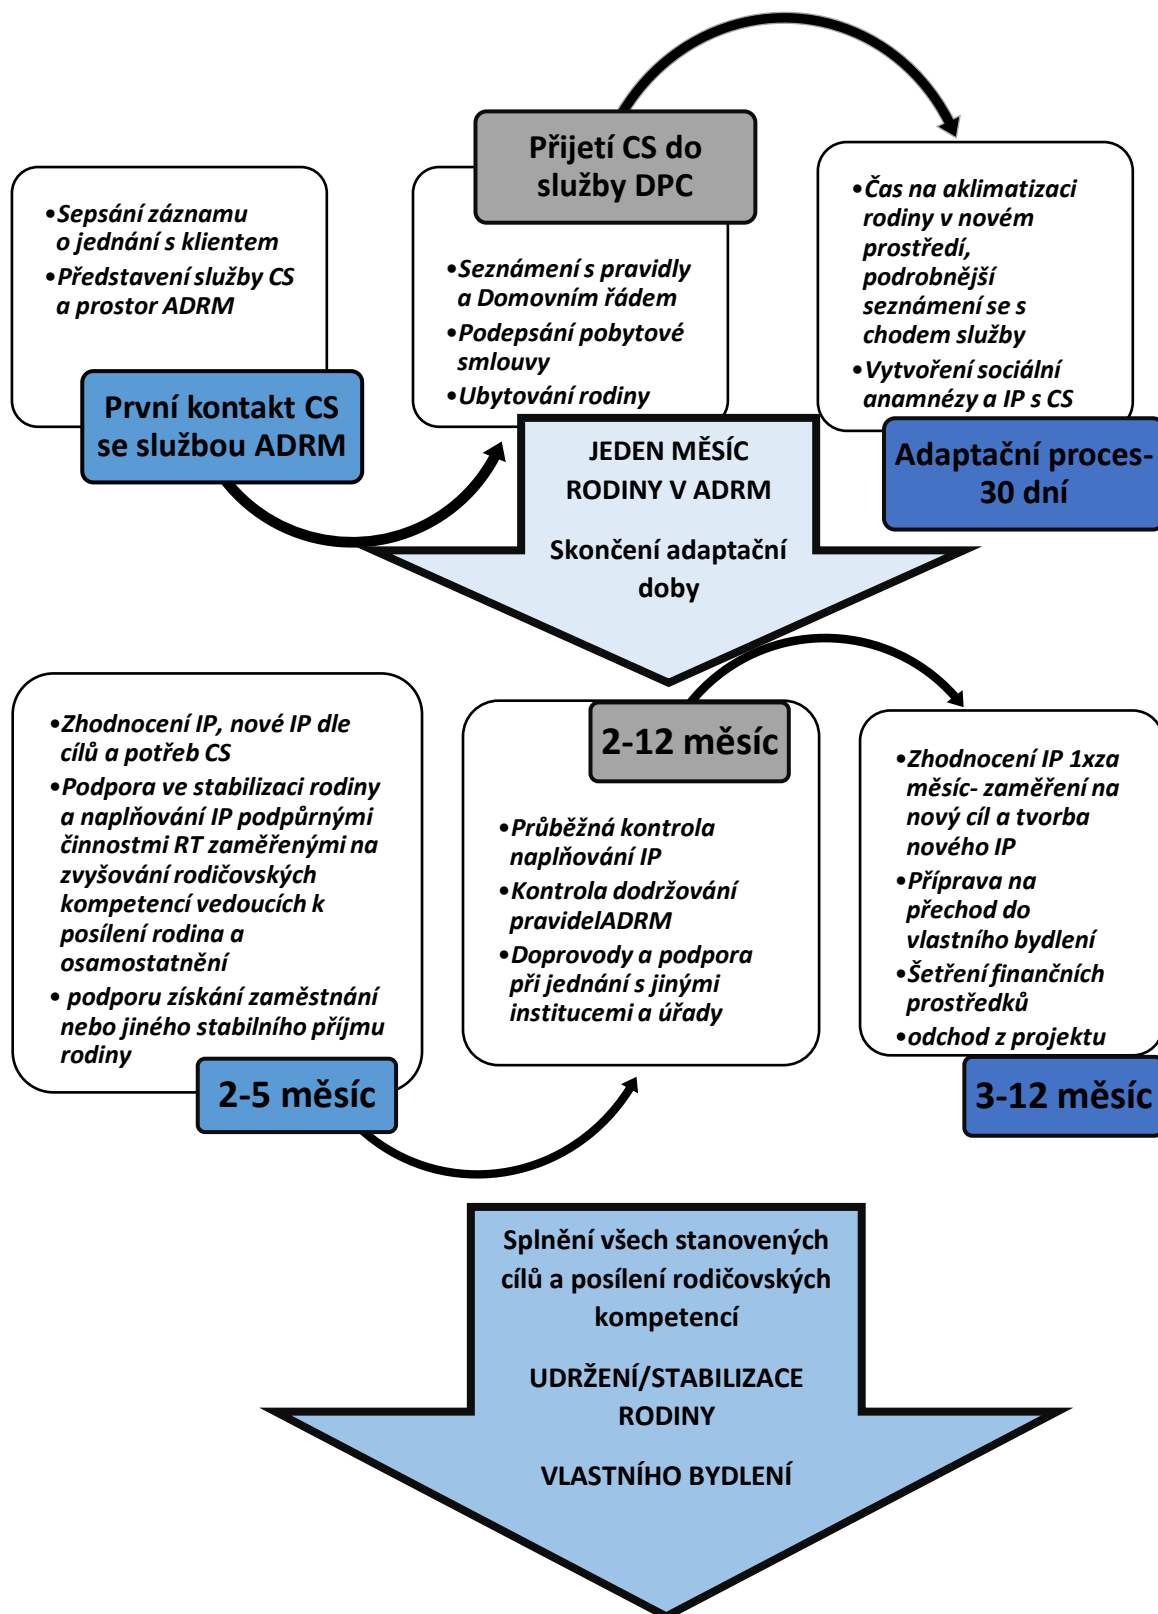 •Sepsání záznamu
o jednání s klientem
•Představení služby CS
a prostor ADRM
První kontakt CS
se službou ADRM
Přijetí CS do
služby DPC
•Seznámení s pravidly
a Domovním řádem
•Podepsání pobytové
smlouvy
•Ubytování rodiny
•Čas na aklimatizaci
rodiny v novém
prostředí,
podrobnější
seznámení se s
chodem služby
•Vytvoření sociální
anamnézy a IP s CS
Adaptační proces-
30 dní
JEDEN MĚSÍC
RODINY V ADRM
Skončení adaptační
doby
•Zhodnocení IP, nové IP dle
cílů a potřeb CS
•Podpora ve stabilizaci rodiny
a naplňování IP podpůrnými
činnostmi RT zaměřenými na
zvyšování rodičovských
kompetencí vedoucích k
posílení rodina a
osamostatnění
• podporu získání zaměstnání
nebo jiného stabilního příjmu
rodiny
2-5 měsíc
2-12 měsíc
•Průběžná kontrola
naplňování IP
•Kontrola dodržování
pravidelADRM
•Doprovody a podpora
při jednání s jinými
institucemi a úřady
•Zhodnocení IP 1xza
měsíc- zaměření na
nový cíl a tvorba
nového IP
•Příprava na
přechod do
vlastního bydlení
•Šetření finančních
prostředků
•odchod z projektu
3-12 měsíc
Splnění všech stanovených
cílů a posílení rodičovských
kompetencí
UDRŽENÍ/STABILIZACE
RODINY
VLASTNÍHO BYDLENÍ